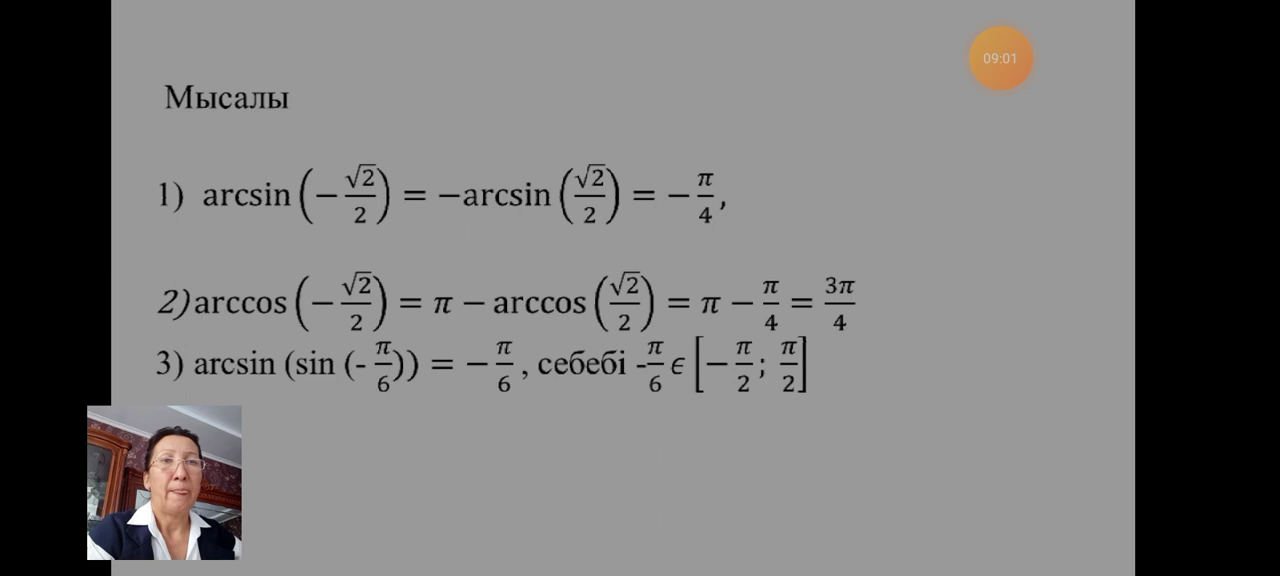 09:01
Мысалы
1) arcsin (−√2/2) = −arcsin (√2/2) = −π/4,
2)arccos (−√2/2) = π − arccos (√2/2) = π − π/4 = 3π/4
3) arcsin (sin (-π/6)) = −π/6, себебі -π/6 ϵ [−π/2; π/2]